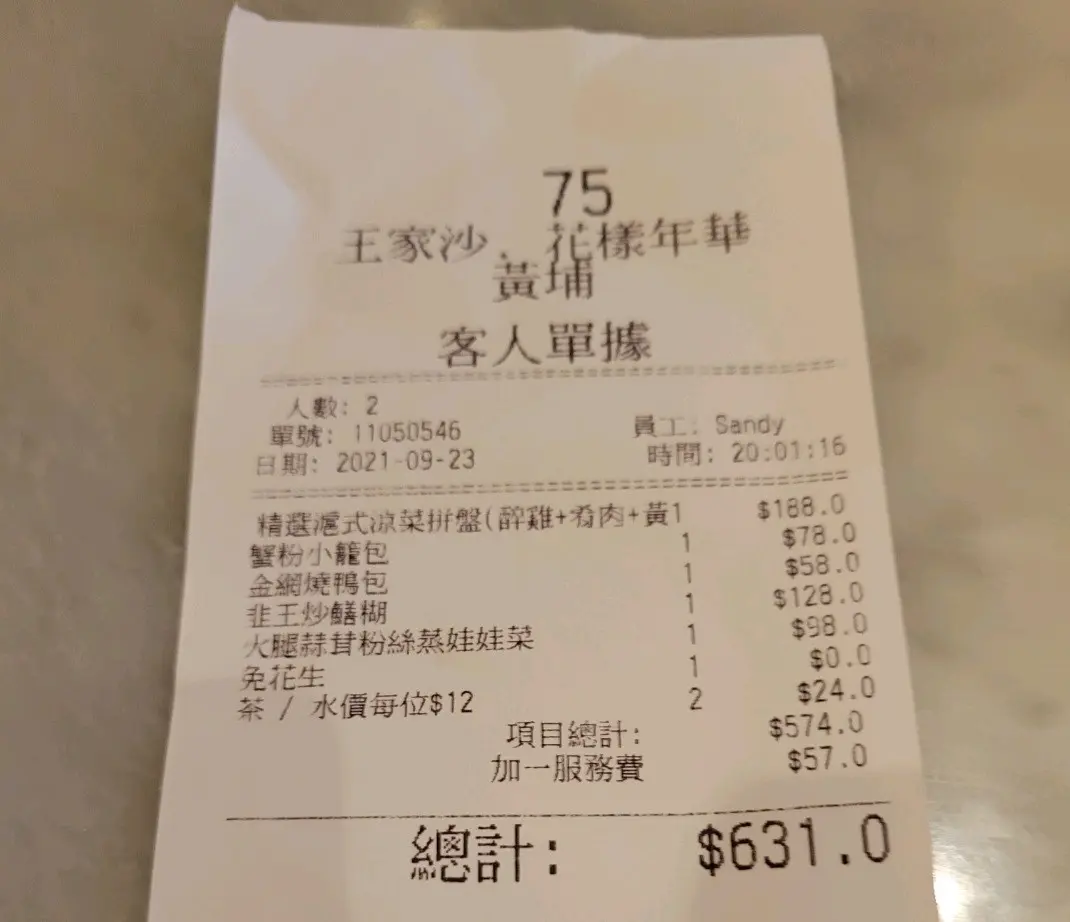 75
王家沙．花樣年華
黃埔
客人單據
人數: 2
單號: 11050546 員工: Sandy
日期: 2021-09-23 時間: 20:01:16
精選滬式涼菜拼盤(醉雞+肴肉+黃1 $188.0
蟹粉小籠包 1 $78.0
金網燒鴨包 1 $58.0
韭王炒鱔糊 1 $128.0
火腿蒜茸粉絲蒸娃娃菜 1 $98.0
免花生 1 $0.0
茶 / 水價每位$12 2 $24.0
項目總計: $574.0
加一服務費 $57.0
總計: $631.0